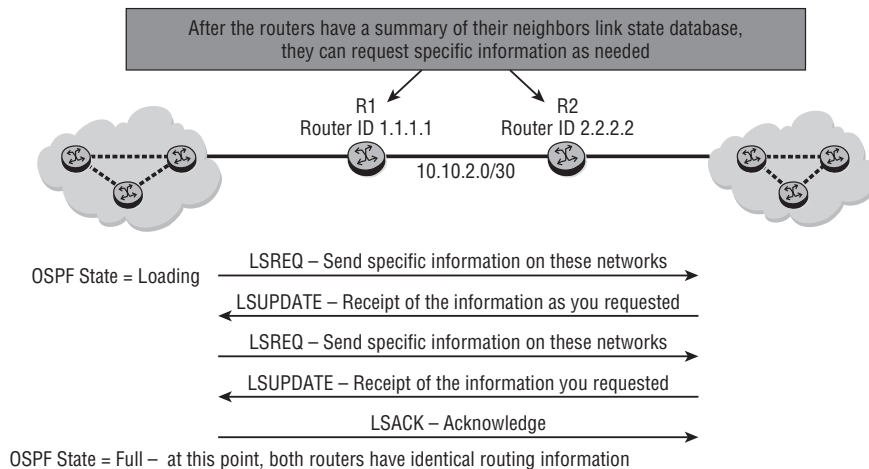 After the routers have a summary of their neighbors link state database,
they can request specific information as needed
R1
Router ID 1.1.1.1
R2
Router ID 2.2.2.2
10.10.2.0/30
OSPF State = Loading
LSREQ – Send specific information on these networks
LSUPDATE – Receipt of the information as you requested
LSREQ – Send specific information on these networks
LSUPDATE – Receipt of the information you requested
LSACK – Acknowledge
OSPF State = Full – at this point, both routers have identical routing information